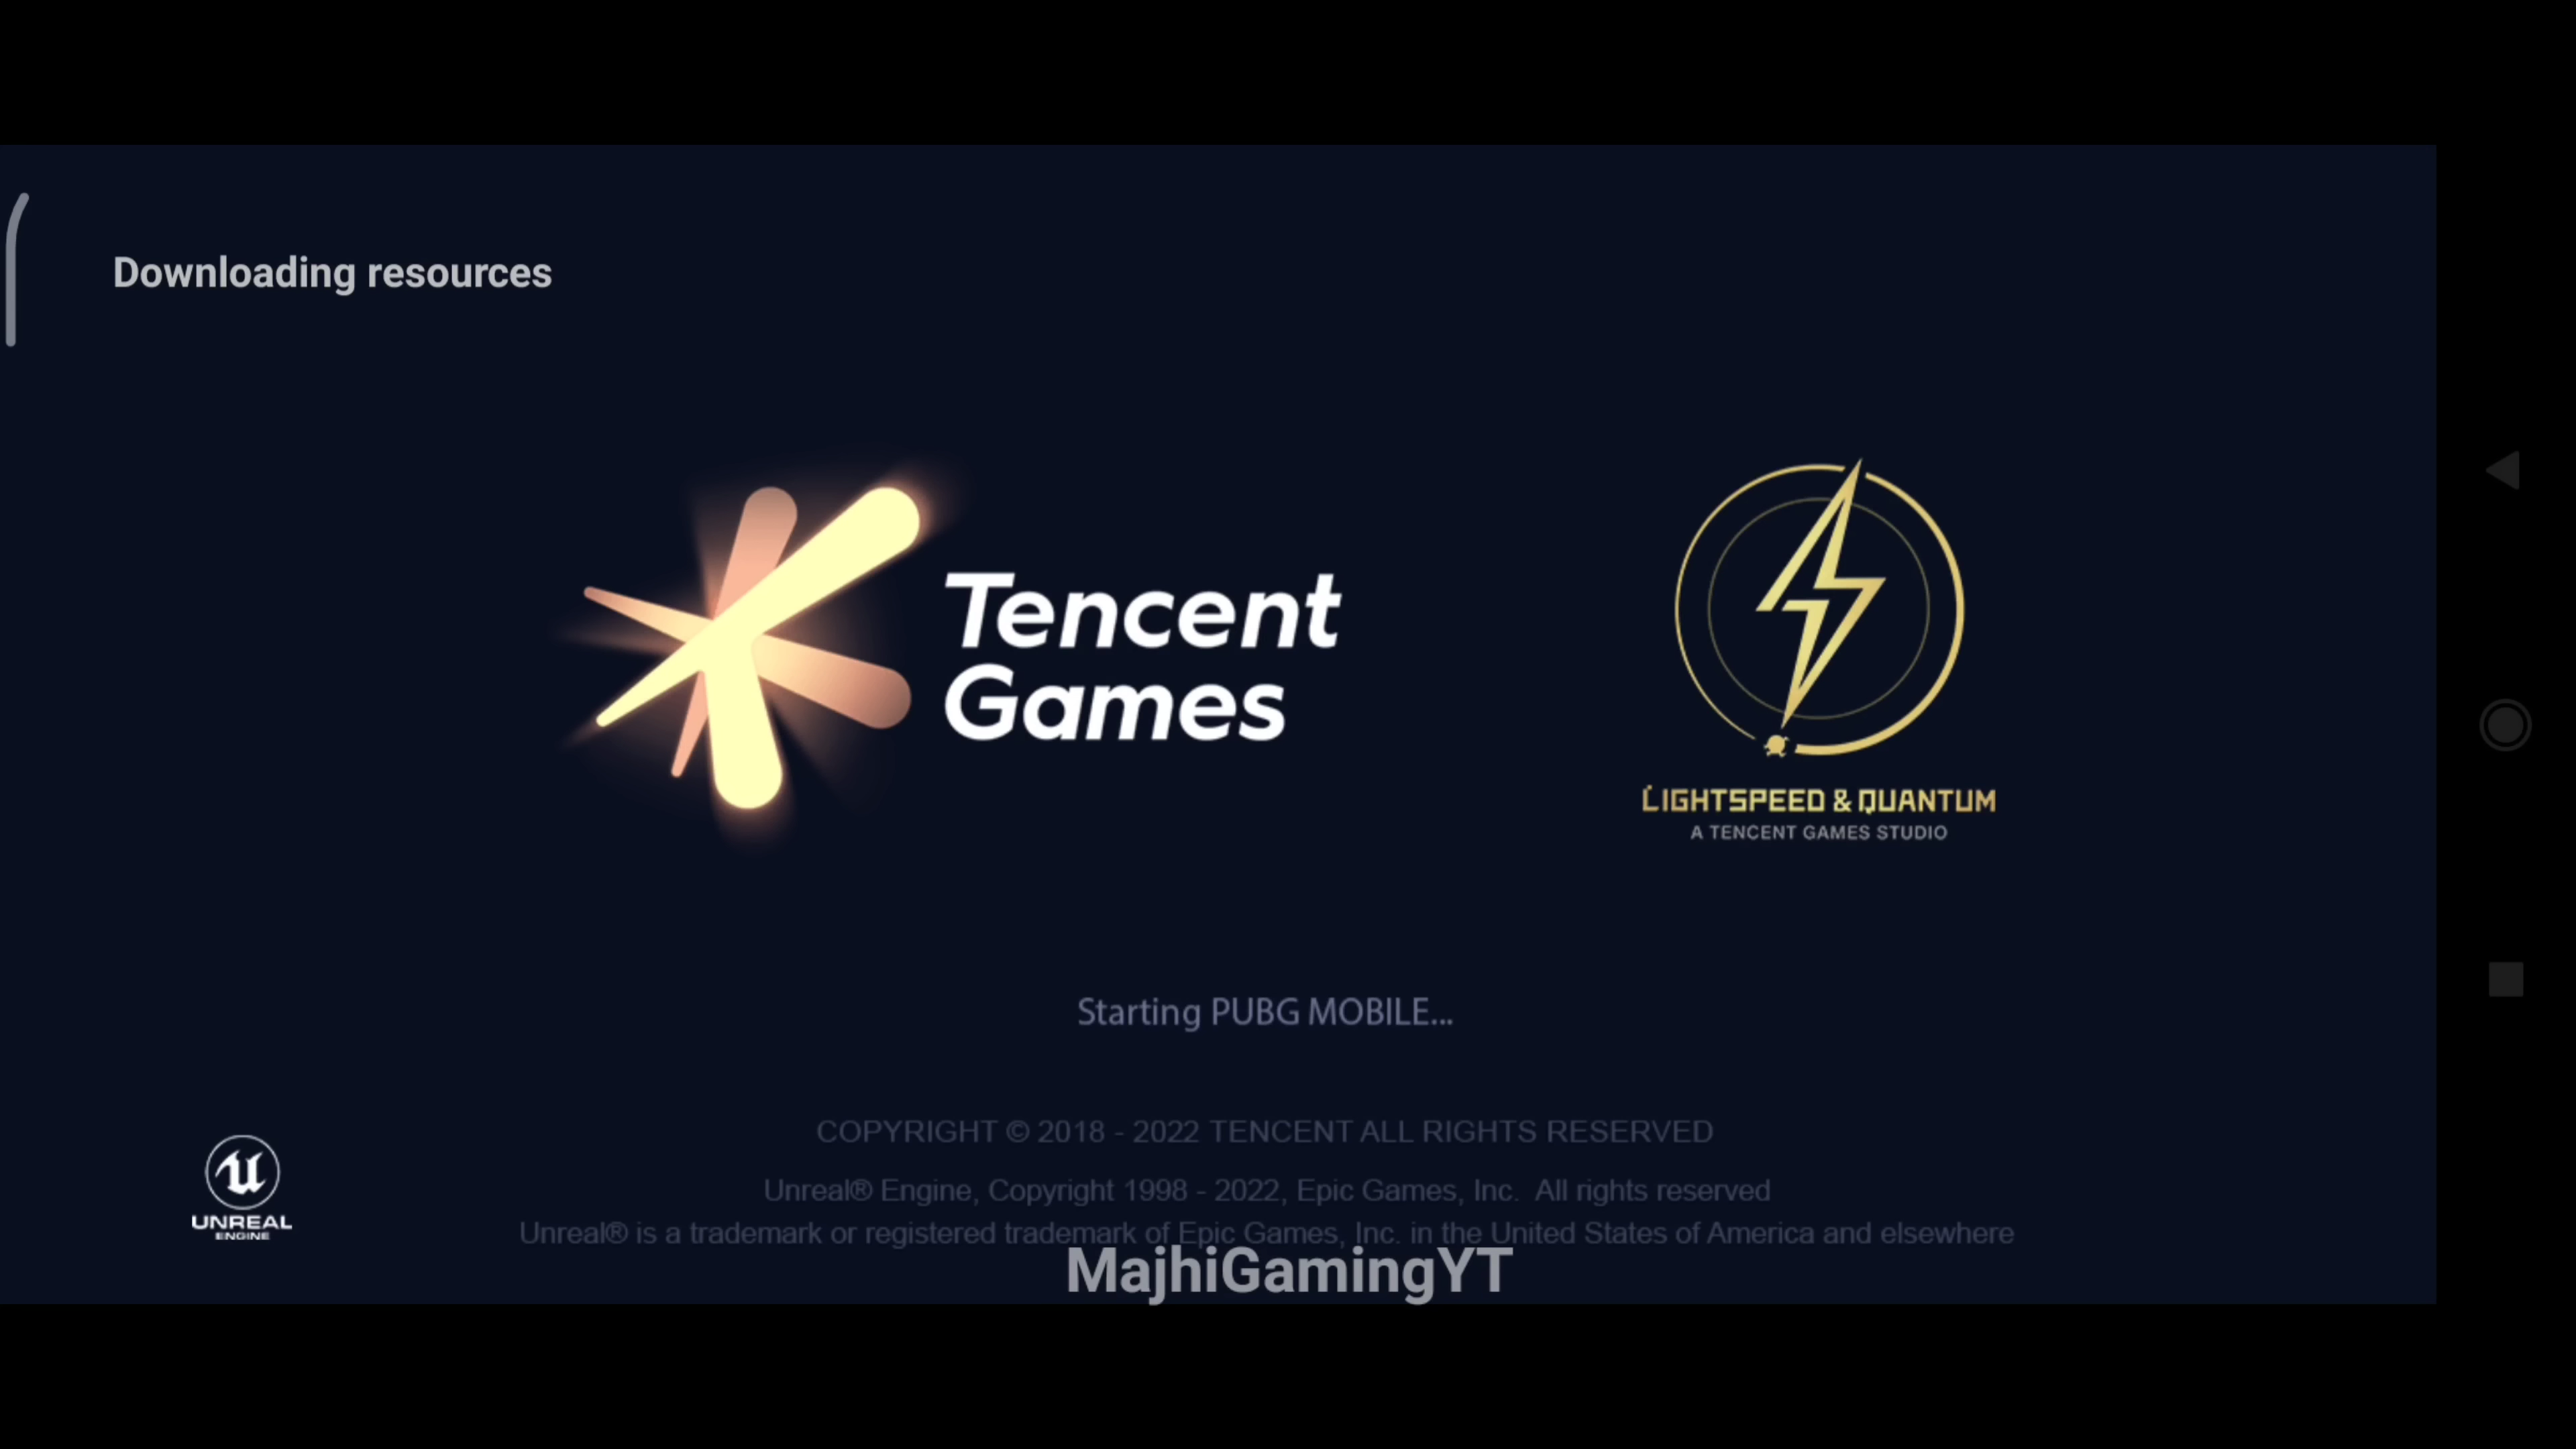 Downloading resources
Tencent
Games
LIGHTSPEED & QUANTUM
A TENCENT GAMES STUDIO
Starting PUBG MOBILE...
COPYRIGHT © 2018 - 2022 TENCENT ALL RIGHTS RESERVED
Unreal® Engine, Copyright 1998 - 2022, Epic Games, Inc. All rights reserved
Unreal® is a trademark or registered trademark of Epic Games, Inc. in the United States of America and elsewhere
UNREAL
ENGINE
MajhiGamingYT